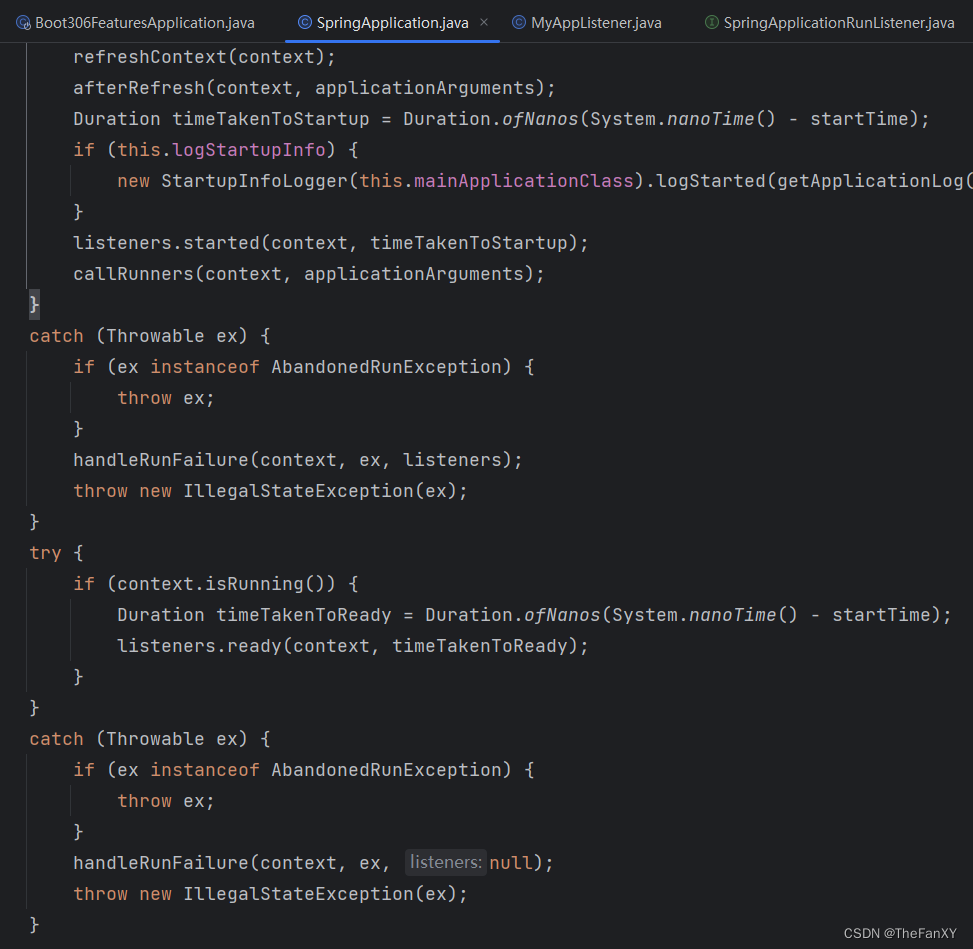 Boot306FeaturesApplication.java SpringApplication.java × MyAppListener.java SpringApplicationRunListener.java
refreshContext(context);
afterRefresh(context, applicationArguments);
Duration timeTakenToStartup = Duration.ofNanos(System.nanoTime() - startTime);
if (this.logStartupInfo) {
new StartupInfoLogger(this.mainApplicationClass).logStarted(getApplicationLog(
}
listeners.started(context, timeTakenToStartup);
callRunners(context, applicationArguments);
}
catch (Throwable ex) {
if (ex instanceof AbandonedRunException) {
throw ex;
}
handleRunFailure(context, ex, listeners);
throw new IllegalStateException(ex);
}
try {
if (context.isRunning()) {
Duration timeTakenToReady = Duration.ofNanos(System.nanoTime() - startTime);
listeners.ready(context, timeTakenToReady);
}
}
catch (Throwable ex) {
if (ex instanceof AbandonedRunException) {
throw ex;
}
handleRunFailure(context, ex, listeners: null);
throw new IllegalStateException(ex);
}
CSDN @TheFanXY